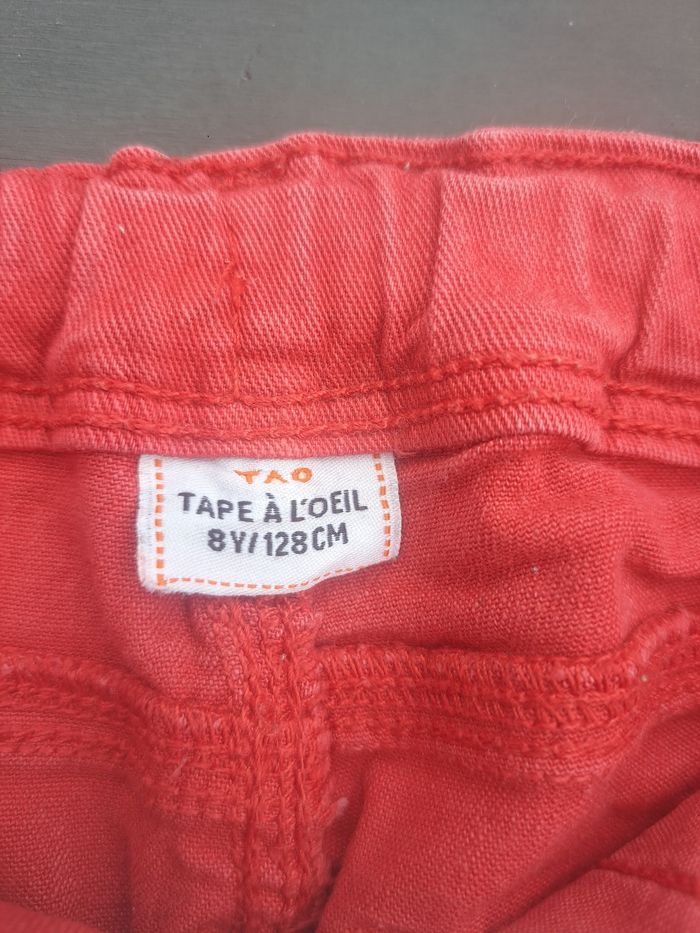 TAO
TAPE À L'OEIL
8Y/128CM